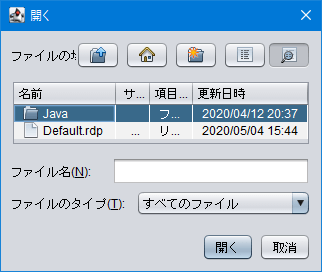 開く
ファイルの場
名前 サ... 項目... 更新日時
Java フ... 2020/04/12 20:37
Default.rdp ... リ... 2020/05/04 15:44
ファイル名(N):
ファイルのタイプ(T): すべてのファイル
開く 取消